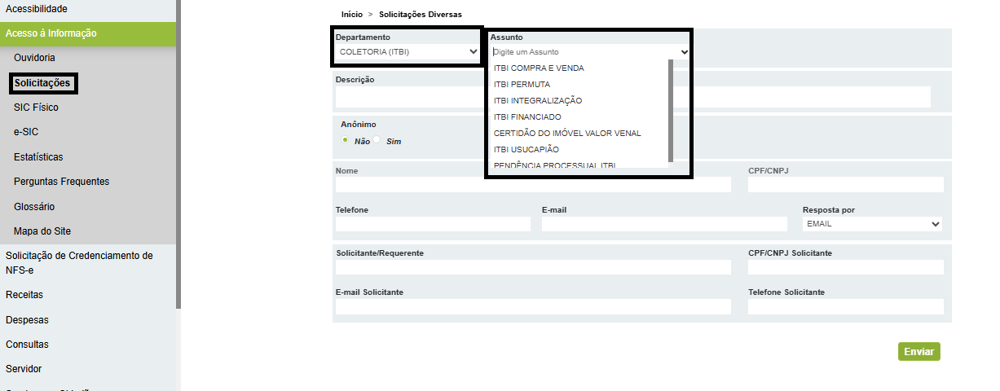 Acessibilidade
Acesso à Informação
Ouvidoria
Solicitações
SIC Físico
e-SIC
Estatísticas
Perguntas Frequentes
Glossário
Mapa do Site
Solicitação de Credenciamento de
NFS-e
Receitas
Despesas
Consultas
Servidor
Início > Solicitações Diversas
Departamento
COLETORIA (ITBI)
Assunto
Digite um Assunto
ITBI COMPRA E VENDA
ITBI PERMUTA
ITBI INTEGRALIZAÇÃO
ITBI FINANCIADO
CERTIDÃO DO IMÓVEL VALOR VENAL
ITBI USUCAPIÃO
PENDÊNCIA PROCESSUAL ITBI
Descrição
Anônimo
Não Sim
Nome CPF/CNPJ
Telefone E-mail Resposta por
EMAIL
Solicitante/Requerente CPF/CNPJ Solicitante
E-mail Solicitante Telefone Solicitante
Enviar